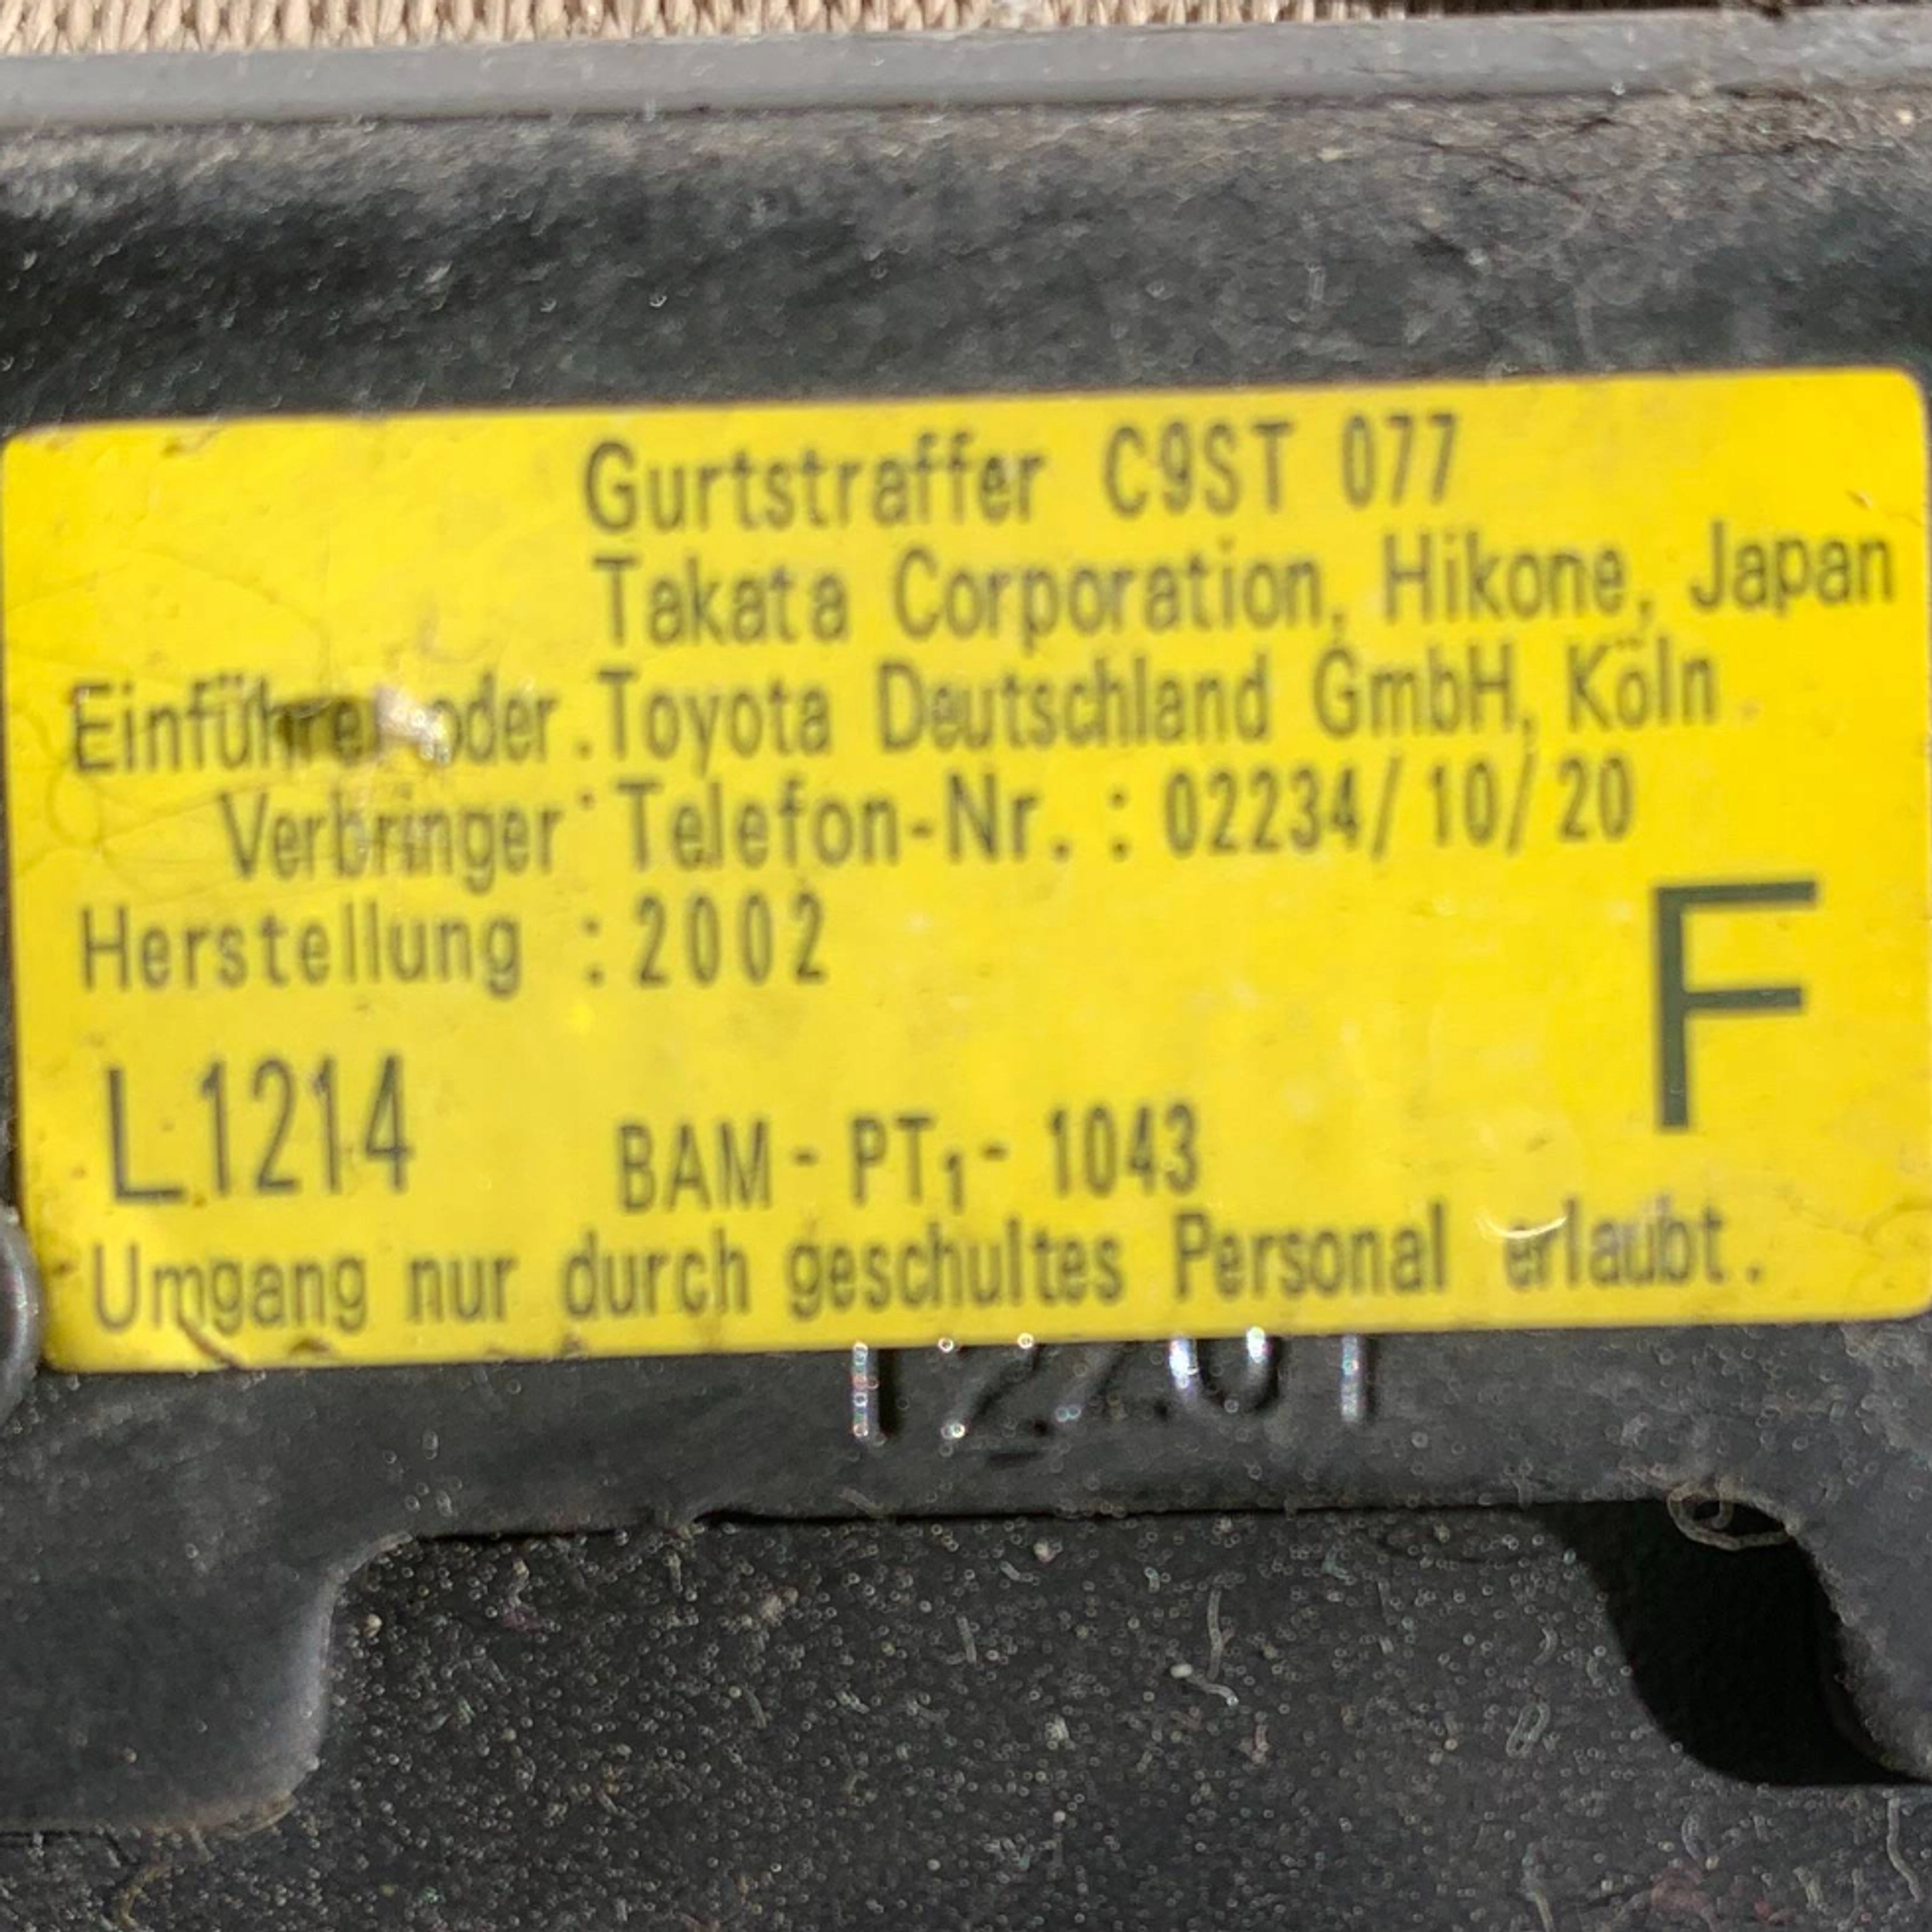 Gurtstraffer C9ST 077
Takata Corporation, Hikone, Japan
Einführer oder . Toyota Deutschland GmbH, Köln
Verbringer · Telefon-Nr. : 02234/10/20
Herstellung : 2002
F
L1214 BAM - PT₁ - 1043
Umgang nur durch geschultes Personal erlaubt.